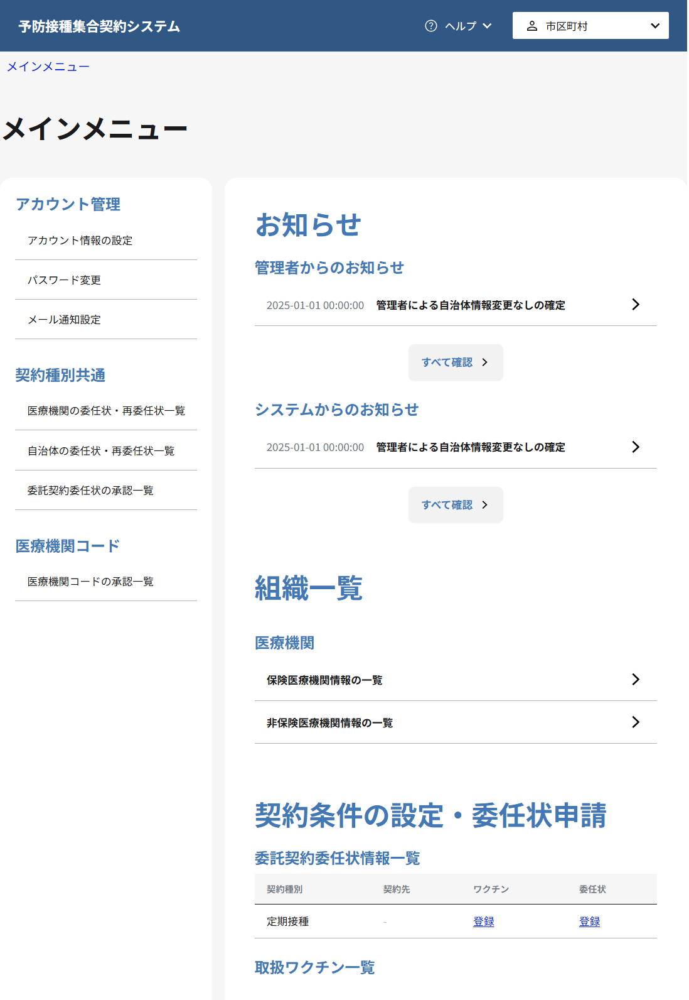 予防接種集合契約システム
ヘルプ
市区町村
メインメニュー
メインメニュー
アカウント管理
アカウント情報の設定
パスワード変更
メール通知設定
契約種別共通
医療機関の委任状・再委任状一覧
自治体の委任状・再委任状一覧
委託契約委任状の承認一覧
医療機関コード
医療機関コードの承認一覧
お知らせ
管理者からのお知らせ
2025-01-01 00:00:00 管理者による自治体情報変更なしの確定
すべて確認
システムからのお知らせ
2025-01-01 00:00:00 管理者による自治体情報変更なしの確定
すべて確認
組織一覧
医療機関
保険医療機関情報の一覧
非保険医療機関情報の一覧
契約条件の設定・委任状申請
委託契約委任状情報一覧
契約種別 契約先 ワクチン 委任状
定期接種 - 登録 登録
取扱ワクチン一覧